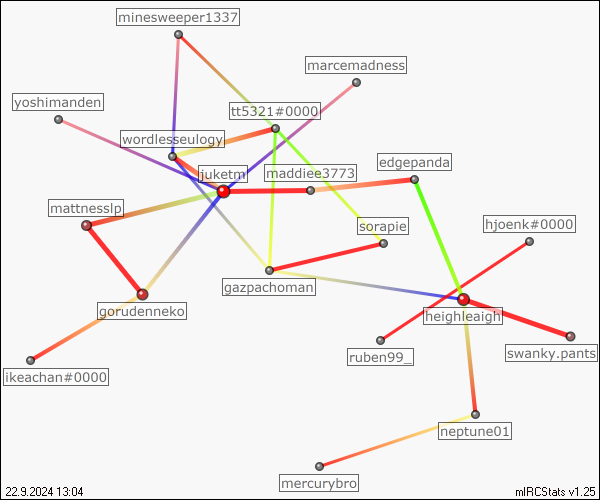 minesweeper1337
marcemadness
yoshimanden
tt5321#0000
wordlesseulogy
edgepanda
juketm
maddiee3773
mattnesslp
sorapie
hjoenk#0000
gazpachoman
gorudenneko
heighleaigh
ruben99_
swanky.pants
ikeachan#0000
neptune01
mercurybro
22.9.2024 13:04
mIRCStats v1.25